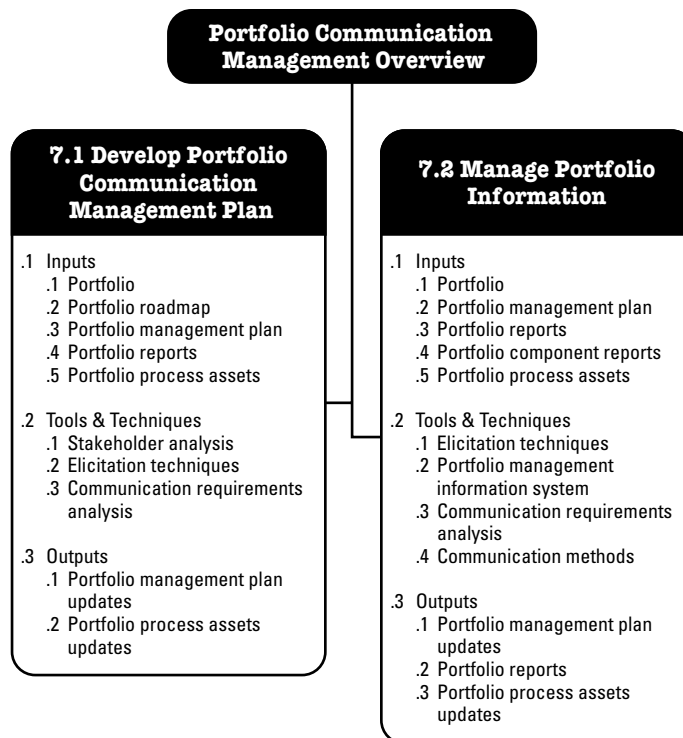 Portfolio Communication
Management Overview
7.1 Develop Portfolio
Communication
Management Plan
.1 Inputs
.1 Portfolio
.2 Portfolio roadmap
.3 Portfolio management plan
.4 Portfolio reports
.5 Portfolio process assets
.2 Tools & Techniques
.1 Stakeholder analysis
.2 Elicitation techniques
.3 Communication requirements
analysis
.3 Outputs
.1 Portfolio management plan
updates
.2 Portfolio process assets
updates
7.2 Manage Portfolio
Information
.1 Inputs
.1 Portfolio
.2 Portfolio management plan
.3 Portfolio reports
.4 Portfolio component reports
.5 Portfolio process assets
.2 Tools & Techniques
.1 Elicitation techniques
.2 Portfolio management
information system
.3 Communication requirements
analysis
.4 Communication methods
.3 Outputs
.1 Portfolio management plan
updates
.2 Portfolio reports
.3 Portfolio process assets
updates